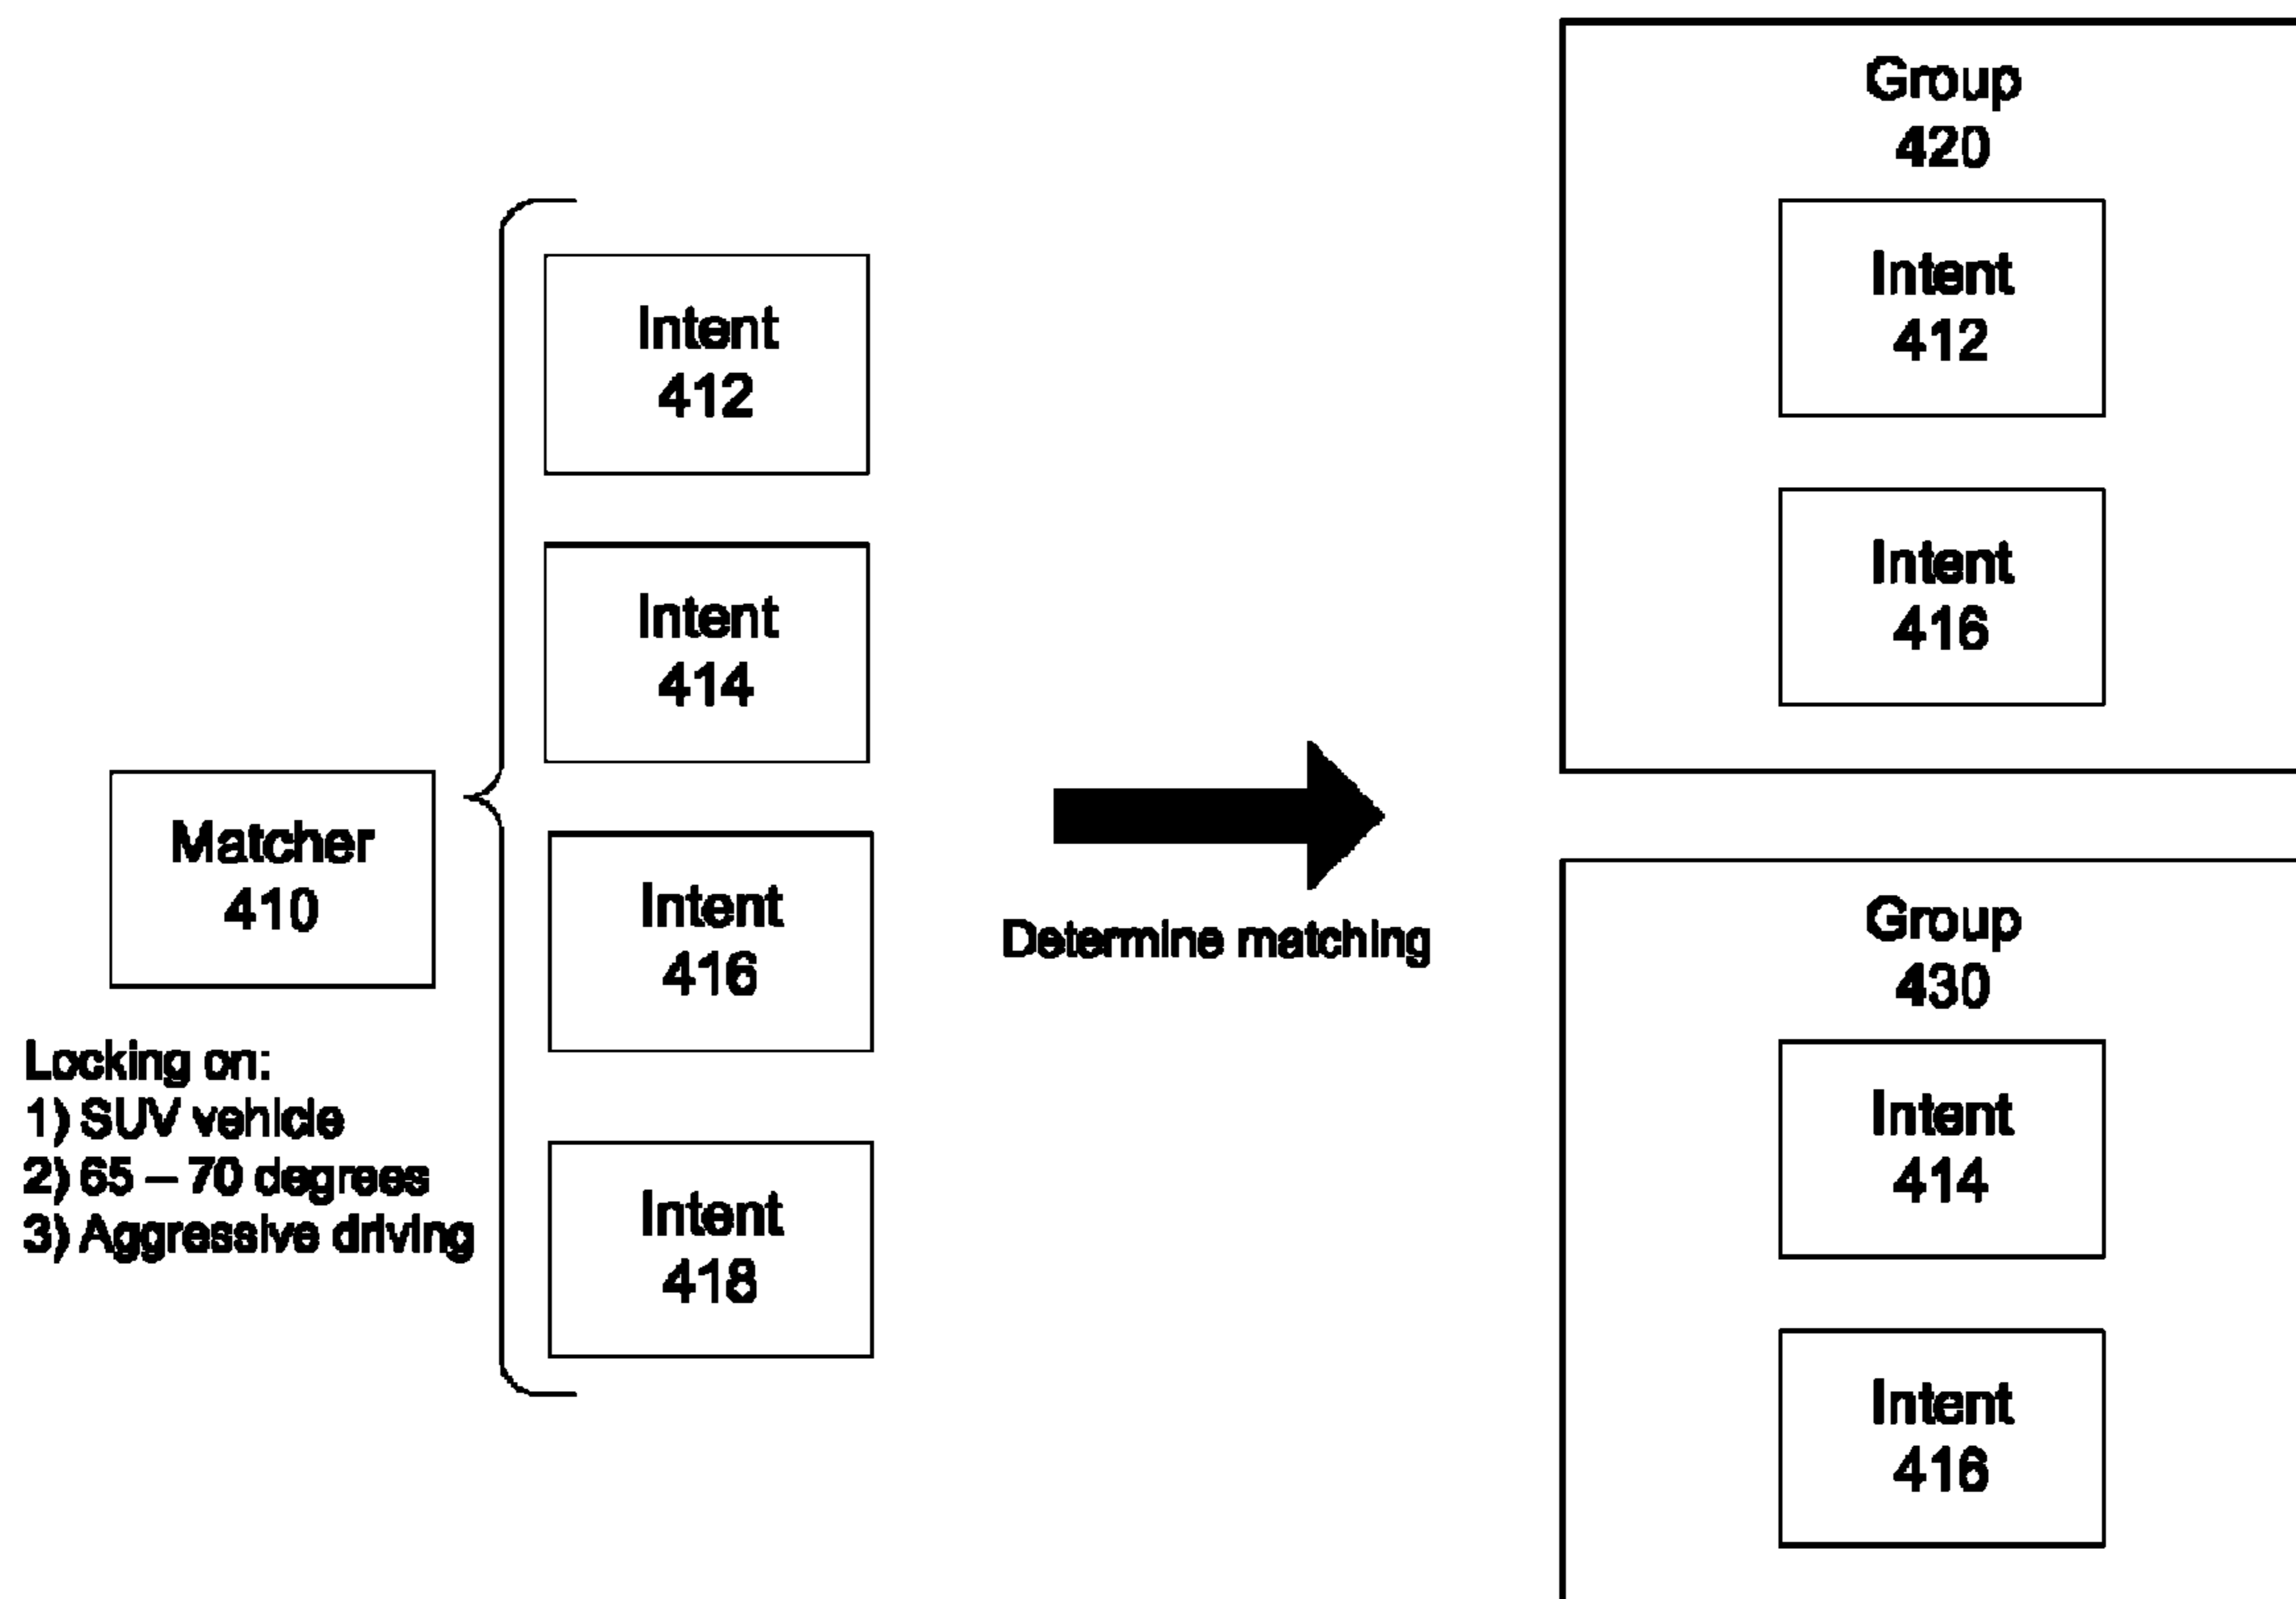 Matcher
410
Locking on:
1) SUV vehicle
2) 65 – 70 degrees
3) Aggressive driving
Intent
412
Intent
414
Intent
416
Intent
418
Determine matching
Group
420
Intent
412
Intent
416
Group
430
Intent
414
Intent
416